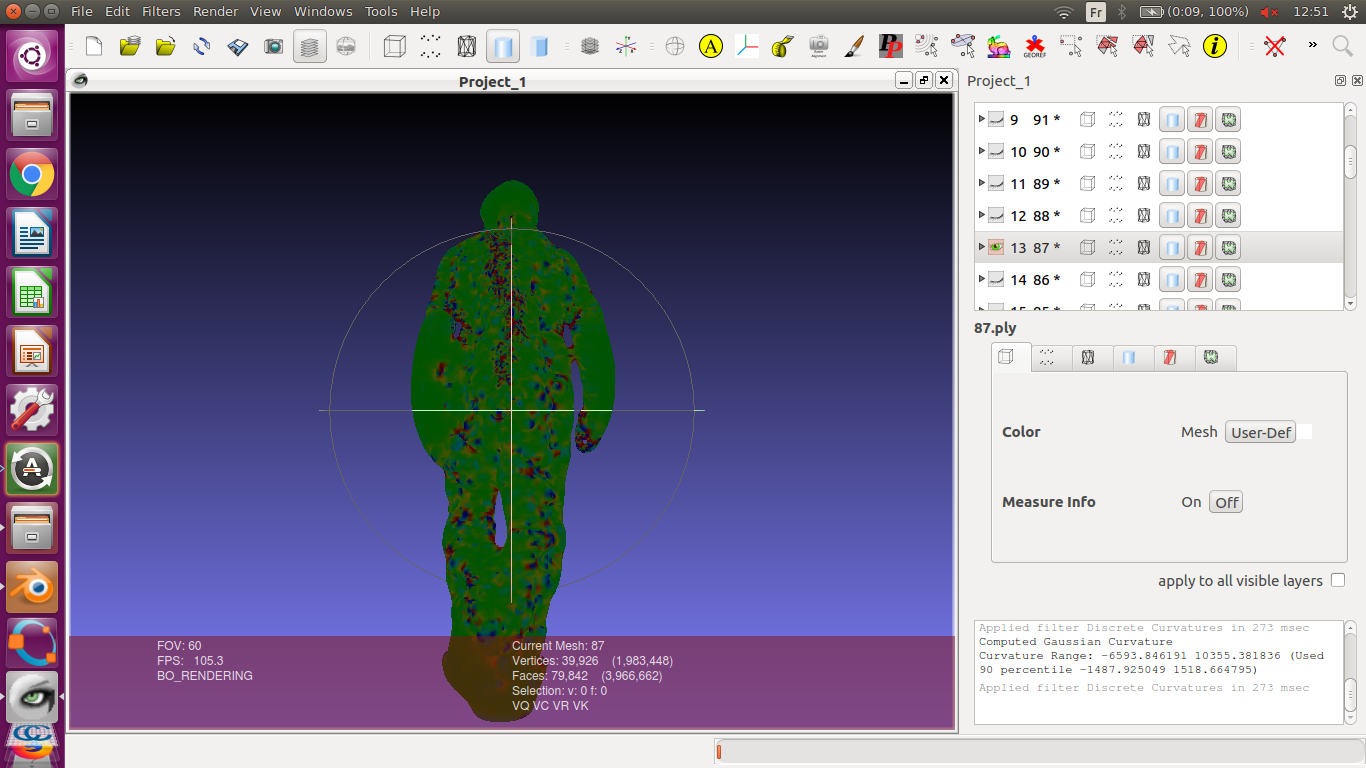 File Edit Filters Render View Windows Tools Help
Fr (0:09, 100%) 12:51
A PP GEOREF i »
Project_1
Project_1
9 91 *
10 90 *
11 89 *
12 88 *
13 87 *
14 86 *
87.ply
Color Mesh User-Def
Measure Info On Off
apply to all visible layers
Applied filter Discrete Curvatures in 273 msec
Computed Gaussian Curvature
Curvature Range: -6593.846191 10355.381836 (Used
90 percentile -1487.925049 1518.664795)
Applied filter Discrete Curvatures in 273 msec
FOV: 60
FPS: 105.3
BO_RENDERING
Current Mesh: 87
Vertices: 39,926 (1,983,448)
Faces: 79,842 (3,966,662)
Selection: v: 0 f: 0
VQ VC VR VK